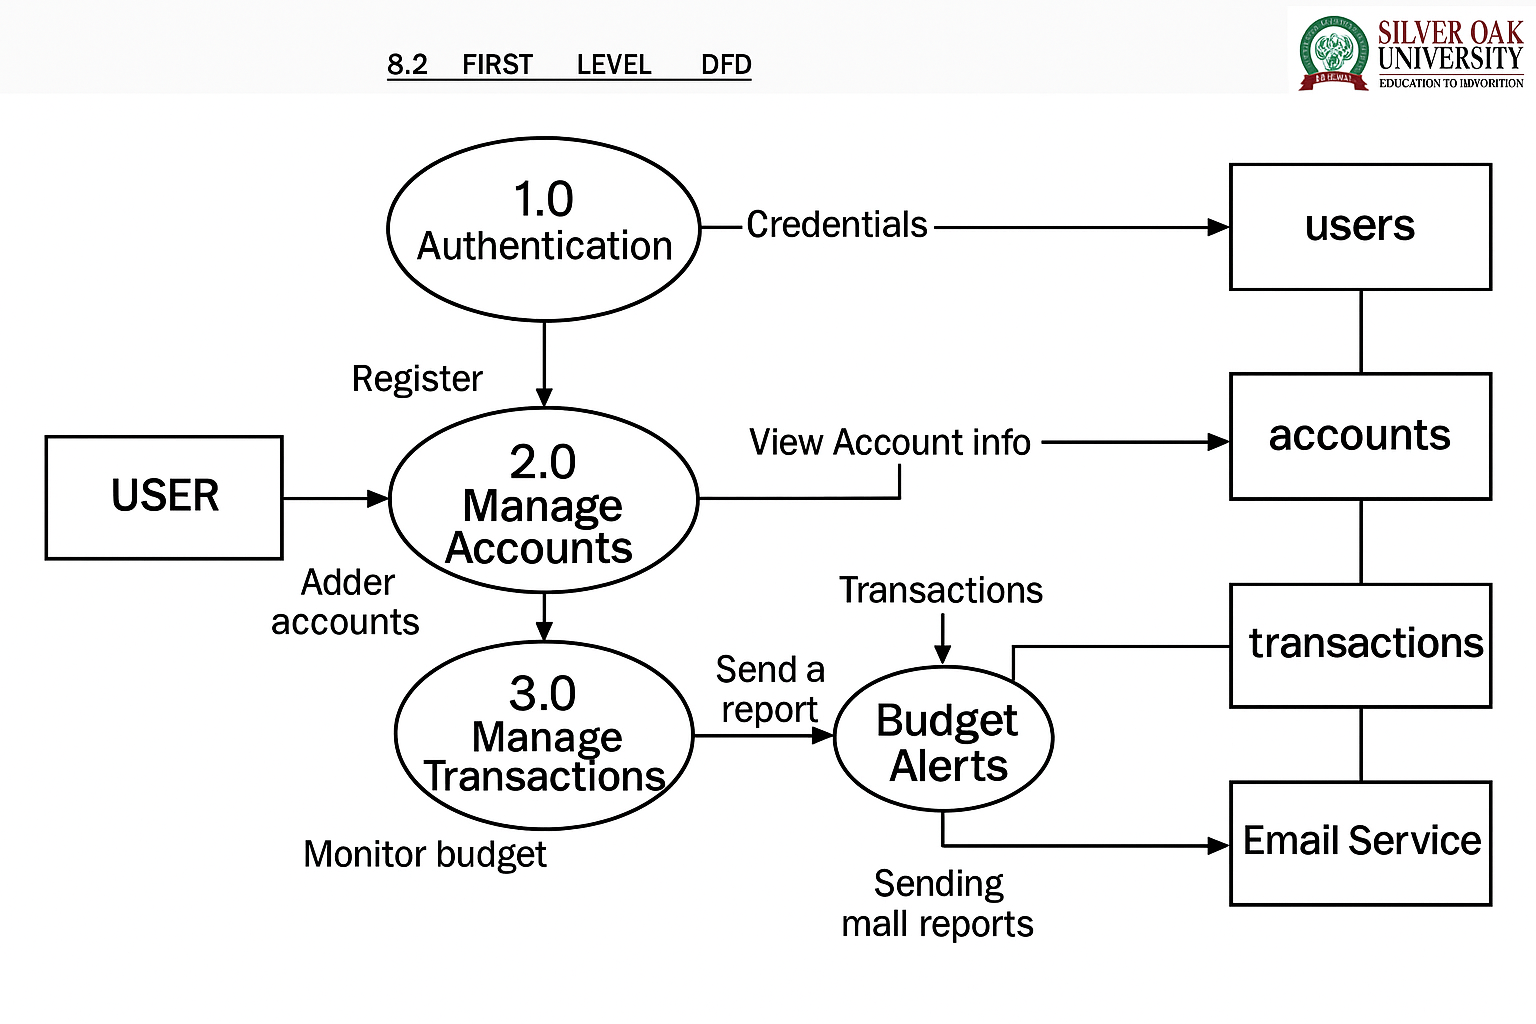 8.2 FIRST LEVEL DFD
SILVER OAK
UNIVERSITY
EDUCATION TO
1.0
Authentication
Credentials
users
Register
USER
2.0
Manage
Accounts
View Account info
accounts
Adder
accounts
Transactions
transactions
3.0
Manage
Transactions
Send a
report
Budget
Alerts
Email Service
Monitor budget
Sending
mall reports